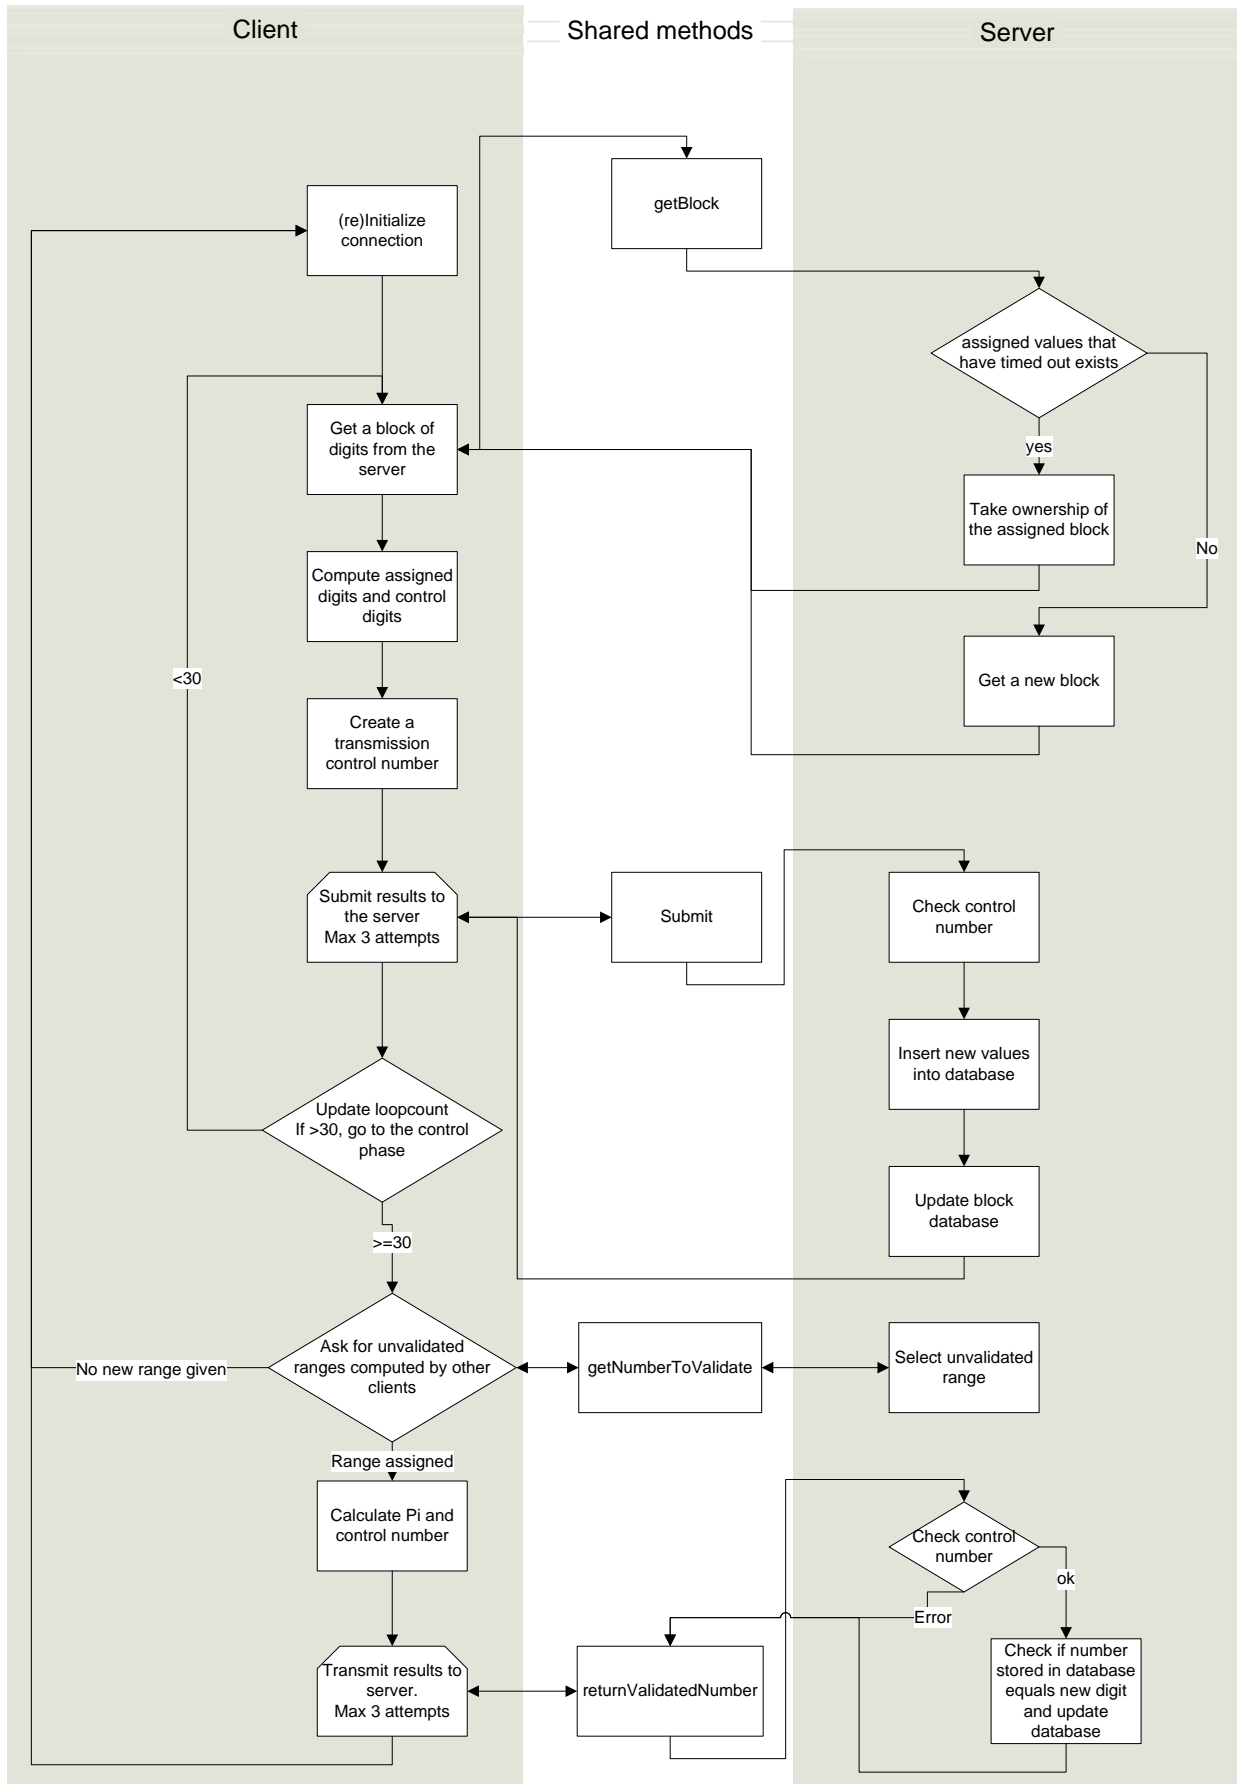 Client
Shared methods
Server
getBlock
(re)Initialize
connection
assigned values that
have timed out exists
yes
No
Get a block of
digits from the
server
Take ownership of
the assigned block
Compute assigned
digits and control
digits
Get a new block
<30
Create a
transmission
control number
Submit results to
the server
Max 3 attempts
Submit
Check control
number
Insert new values
into database
Update loopcount
If >30, go to the control
phase
Update block
database
>=30
Ask for unvalidated
ranges computed by other
clients
No new range given
getNumberToValidate
Select unvalidated
range
Range assigned
Calculate Pi and
control number
Check control
number
ok
Error
Transmit results to
server.
Max 3 attempts
returnValidatedNumber
Check if number
stored in database
equals new digit
and update
database